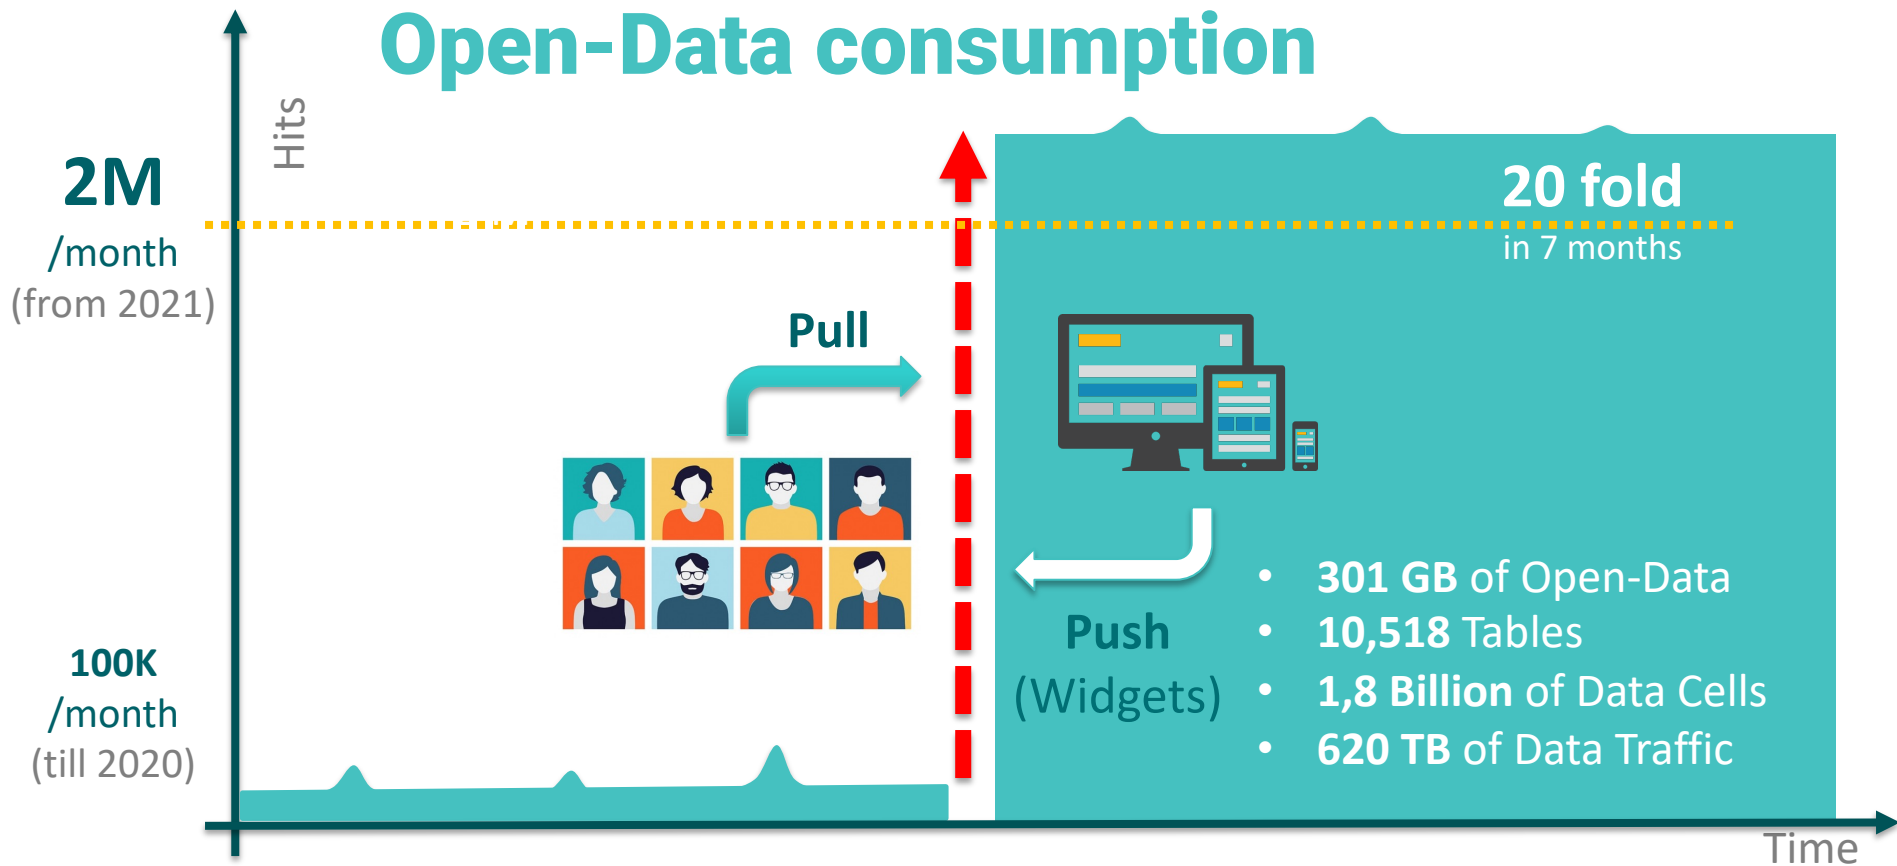 Open-Data consumption
Hits
2M
/month
(from 2021)
20 fold
in 7 months
Pull
Push
(Widgets)
• 301 GB of Open-Data
• 10,518 Tables
• 1,8 Billion of Data Cells
• 620 TB of Data Traffic
100K
/month
(till 2020)
Time